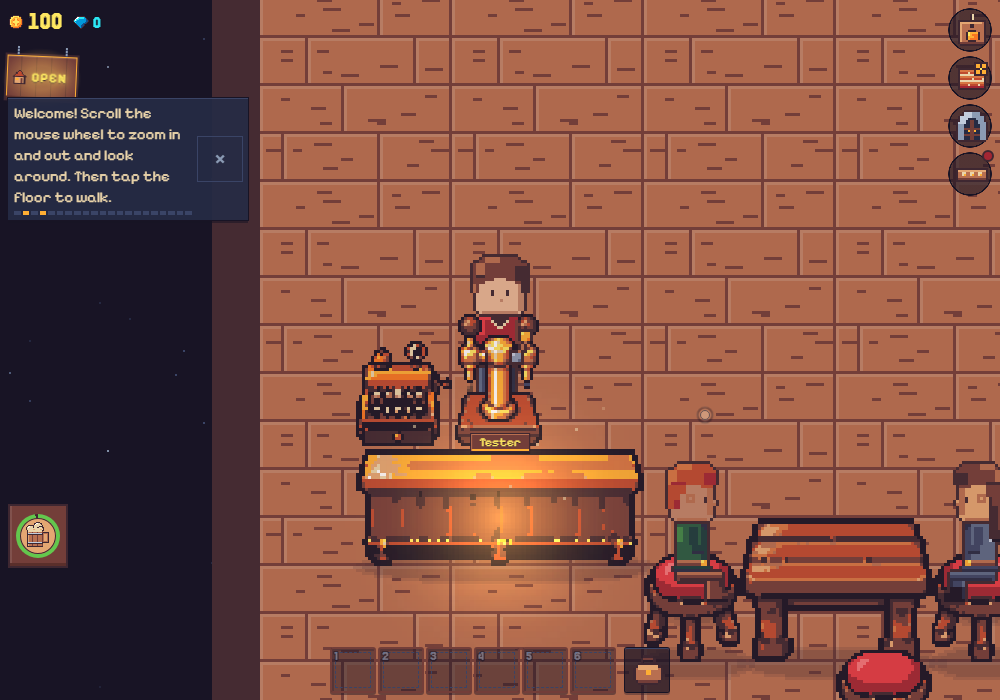 100
0
OPEN
Welcome! Scroll the
mouse wheel to zoom in
and out and look
around. Then tap the
floor to walk.
×
Tester
1 2 3 4 5 6